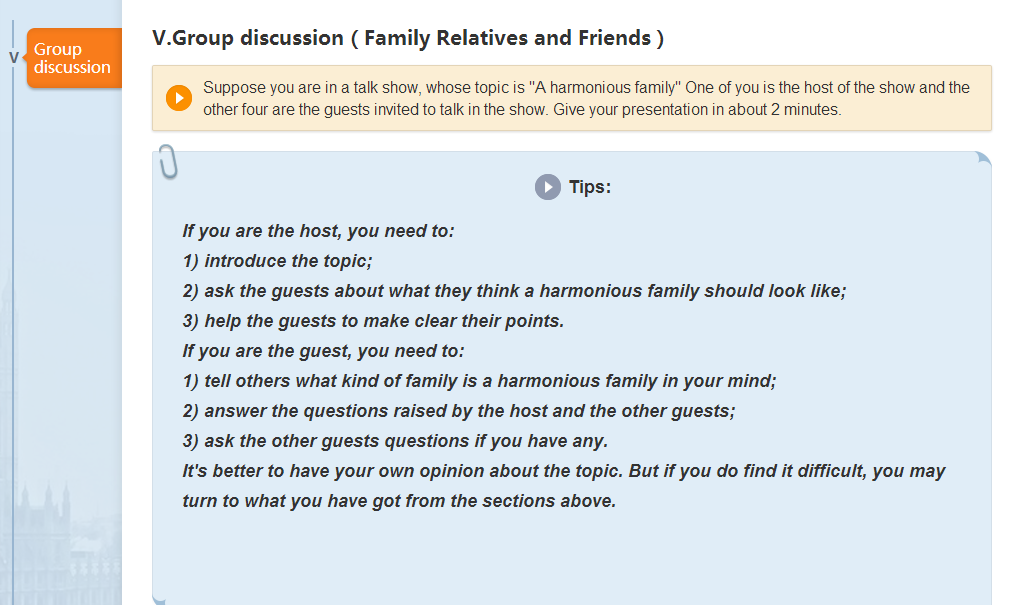 V
Group
discussion
V.Group discussion ( Family Relatives and Friends )
Suppose you are in a talk show, whose topic is "A harmonious family" One of you is the host of the show and the
other four are the guests invited to talk in the show. Give your presentation in about 2 minutes.
Tips:
If you are the host, you need to:
1) introduce the topic;
2) ask the guests about what they think a harmonious family should look like;
3) help the guests to make clear their points.
If you are the guest, you need to:
1) tell others what kind of family is a harmonious family in your mind;
2) answer the questions raised by the host and the other guests;
3) ask the other guests questions if you have any.
It's better to have your own opinion about the topic. But if you do find it difficult, you may
turn to what you have got from the sections above.